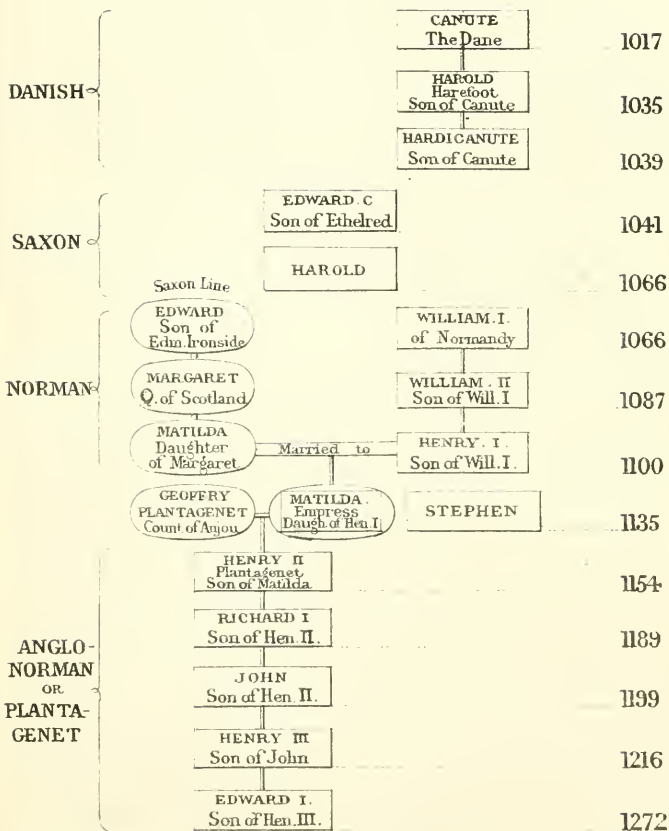 CANUTE
The Dane
1017
DANISH
HAROLD
Harefoot
Son of Canute
1035
HARDICANUTE
Son of Canute
1039
SAXON
EDWARD. C
Son of Ethelred
1041
HAROLD
1066
Saxon Line
NORMAN
EDWARD
Son of
Edm. Ironside
WILLIAM. I.
of Normandy
1066
MARGARET
Q. of Scotland
WILLIAM. II
Son of Will. I
1087
MATILDA
Daughter
of Margaret
Married to
HENRY. I.
Son of Will. I.
1100
GEOFFRY
PLANTAGENET
Count of Anjou
MATILDA.
Empress
Daugh. of Hen. I
STEPHEN
1135
ANGLO-
NORMAN
OR
PLANTA-
GENET
HENRY II
Plantagenet
Son of Matilda
1154
RICHARD I
Son of Hen. II.
1189
JOHN
Son of Hen. II.
1199
HENRY III
Son of John
1216
EDWARD I.
Son of Hen. III.
1272